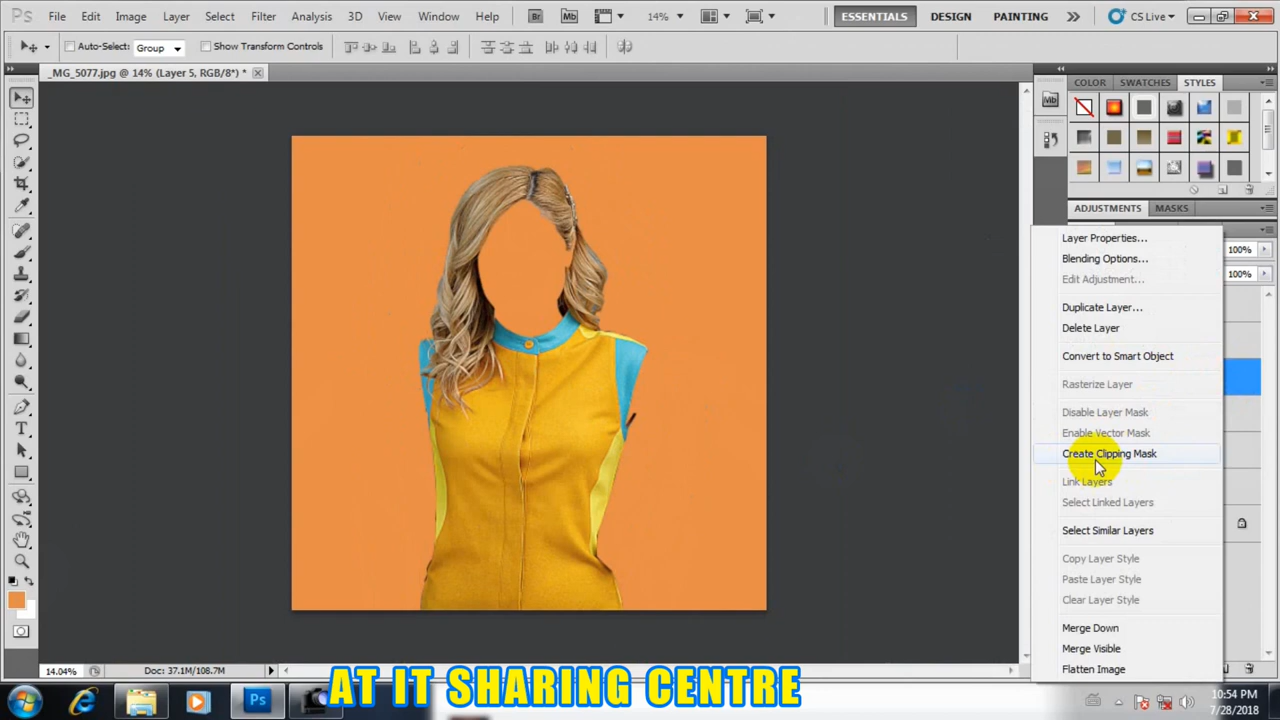 Ps File Edit Image Layer Select Filter Analysis 3D View Window Help Br Mb 14% ESSENTIALS DESIGN PAINTING CS Live
Auto-Select: Group Show Transform Controls
_MG_5077.jpg @ 14% (Layer 5, RGB/8*) *
COLOR SWATCHES STYLES
Mb
ADJUSTMENTS MASKS
100%
100%
Layer Properties...
Blending Options...
Edit Adjustment...
Duplicate Layer...
Delete Layer
Convert to Smart Object
Rasterize Layer
Disable Layer Mask
Enable Vector Mask
Create Clipping Mask
Link Layers
Select Linked Layers
Select Similar Layers
Copy Layer Style
Paste Layer Style
Clear Layer Style
Merge Down
Merge Visible
Flatten Image
14.04% Doc: 37.1M/108.7M
AT IT SHARING CENTRE
Ps
10:54 PM
7/28/2018